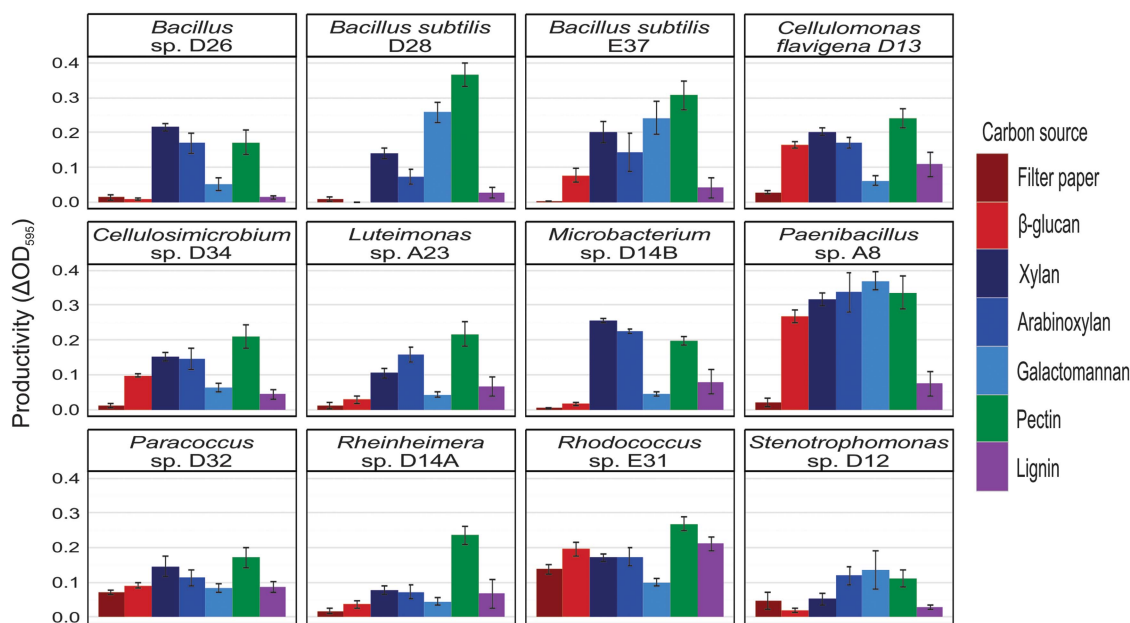 Bacillus
sp. D26
Bacillus subtilis
D28
Bacillus subtilis
E37
Cellulomonas
flavigena D13
0.4
0.3
0.2
0.1
0.0
Cellulosimicrobium
sp. D34
Luteimonas
sp. A23
Microbacterium
sp. D14B
Paenibacillus
sp. A8
0.4
0.3
0.2
0.1
0.0
Paracoccus
sp. D32
Rheinheimera
sp. D14A
Rhodococcus
sp. E31
Stenotrophomonas
sp. D12
0.4
0.3
0.2
0.1
0.0
Productivity (ΔOD₅₉₅)
Carbon source
Filter paper
β-glucan
Xylan
Arabinoxylan
Galactomannan
Pectin
Lignin